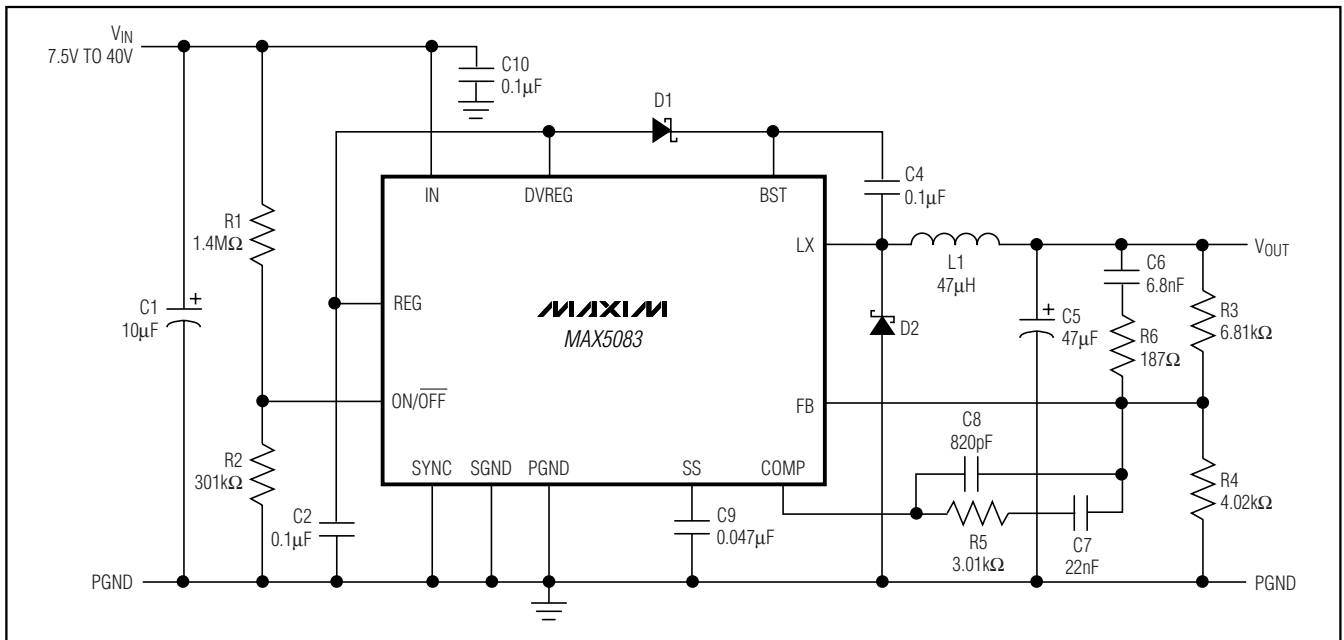 VIN
7.5V TO 40V
C10
0.1μF
D1
IN
DVREG
BST
C4
0.1μF
R1
1.4MΩ
LX
VOUT
L1
47μH
C6
6.8nF
C1
10μF
+
REG
MAXIM
MAX5083
D2
+
C5
47μF
R6
187Ω
R3
6.81kΩ
ON/OFF
FB
R2
301kΩ
C2
0.1μF
SYNC
SGND
PGND
SS
COMP
C8
820pF
R4
4.02kΩ
C9
0.047μF
R5
3.01kΩ
C7
22nF
PGND
PGND